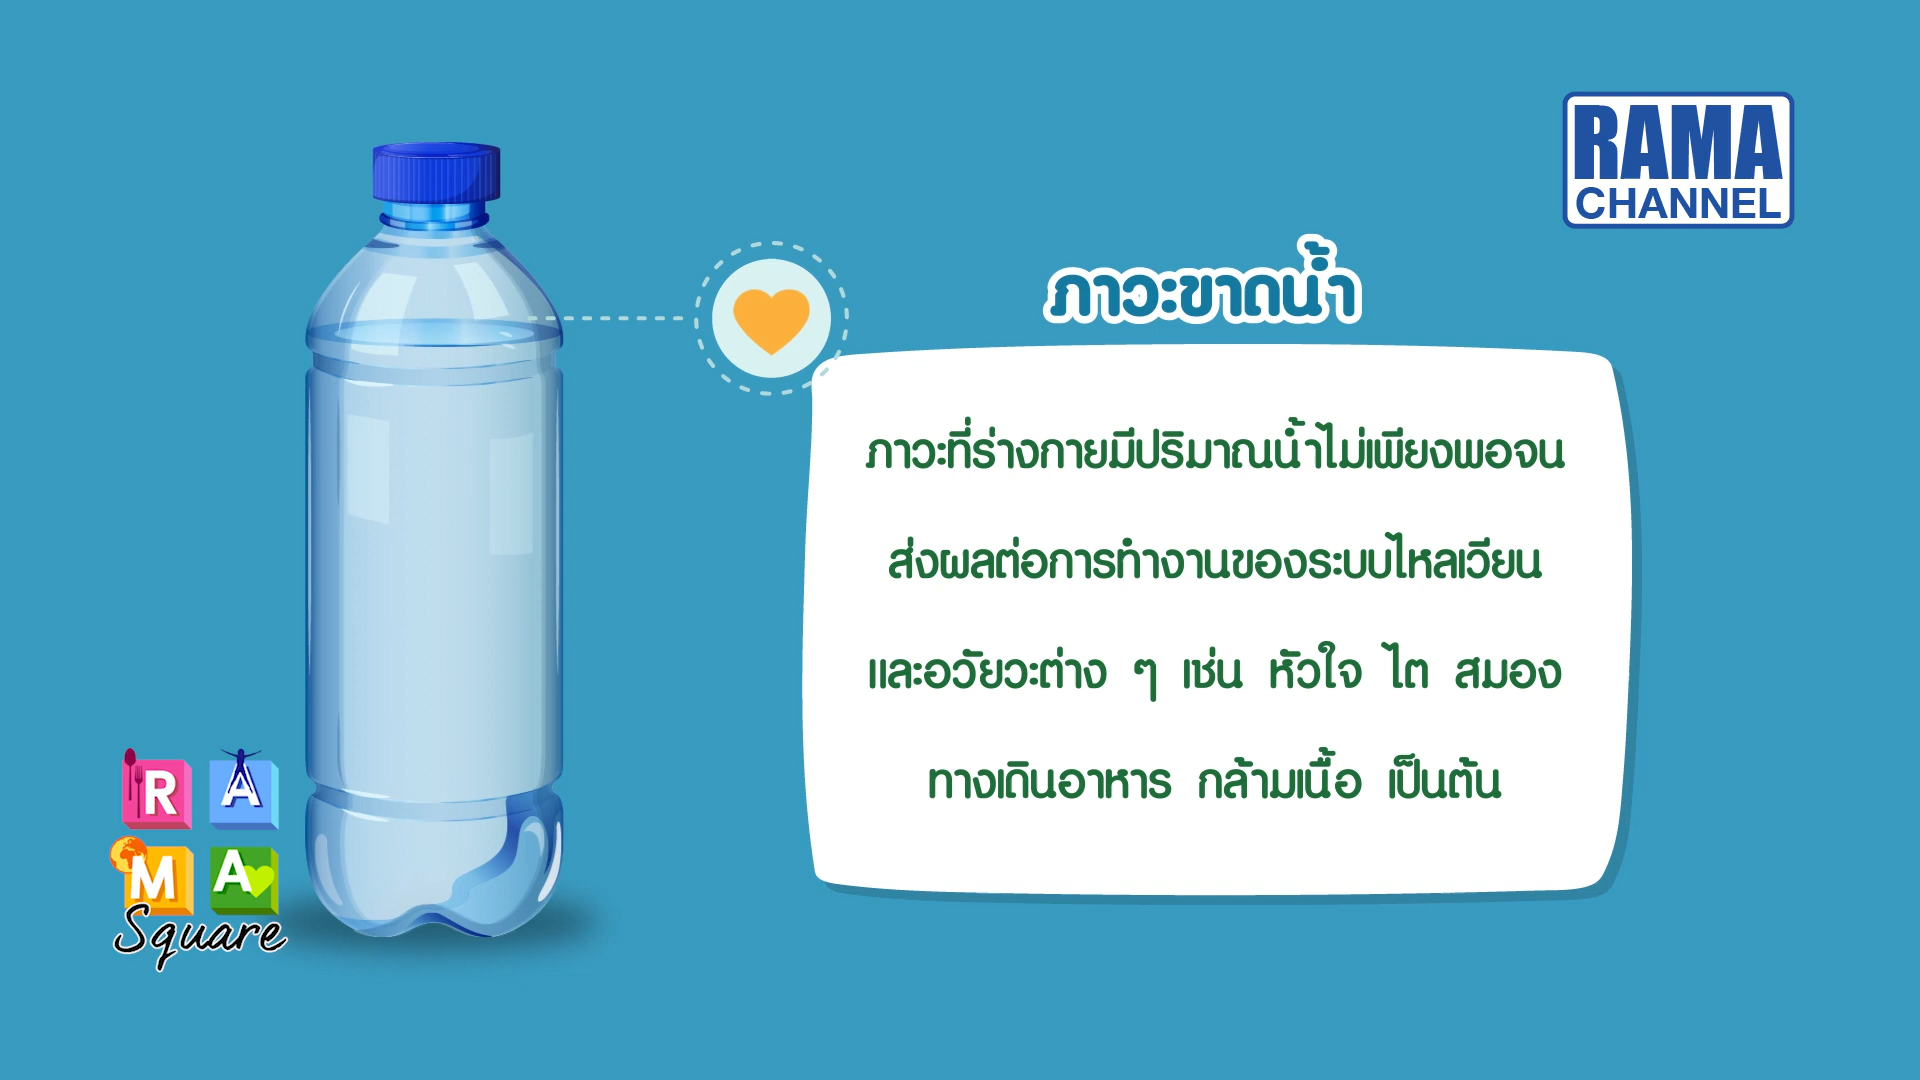 RAMA
CHANNEL
ภาวะขาดน้ำ
ภาวะที่ร่างกายมีปริมาณน้ำไม่เพียงพอจน
ส่งผลต่อการทำงานของระบบไหลเวียน
และอวัยวะต่าง ๆ เช่น หัวใจ ไต สมอง
ทางเดินอาหาร กล้ามเนื้อ เป็นต้น
RA
MA
Square